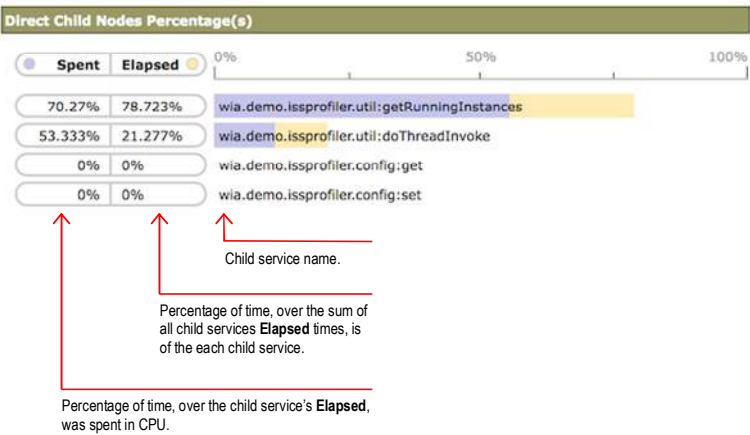 Direct Child Nodes Percentage(s)
Spent Elapsed 0% 50% 100%
70.27% 78.723% wia.demo.issprofiler.util:getRunningInstances
53.333% 21.277% wia.demo.issprofiler.util:doThreadInvoke
0% 0% wia.demo.issprofiler.config:get
0% 0% wia.demo.issprofiler.config:set
Child service name.
Percentage of time, over the sum of
all child services Elapsed times, is
of the each child service.
Percentage of time, over the child service's Elapsed,
was spent in CPU.